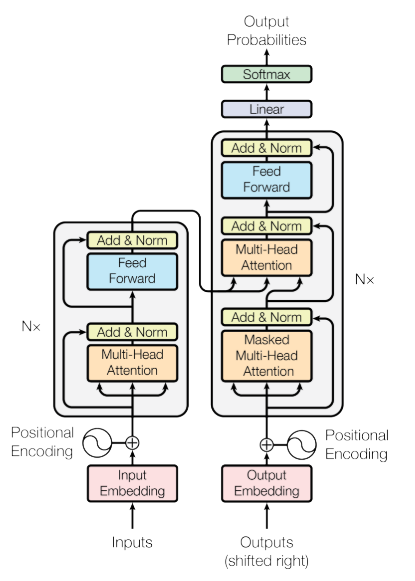 Output
Probabilities
Softmax
Linear
Add & Norm
Feed
Forward
Add & Norm
Multi-Head
Attention
Add & Norm
Masked
Multi-Head
Attention
N×
Add & Norm
Feed
Forward
Add & Norm
Multi-Head
Attention
N×
Positional
Encoding
Positional
Encoding
Input
Embedding
Output
Embedding
Inputs
Outputs
(shifted right)